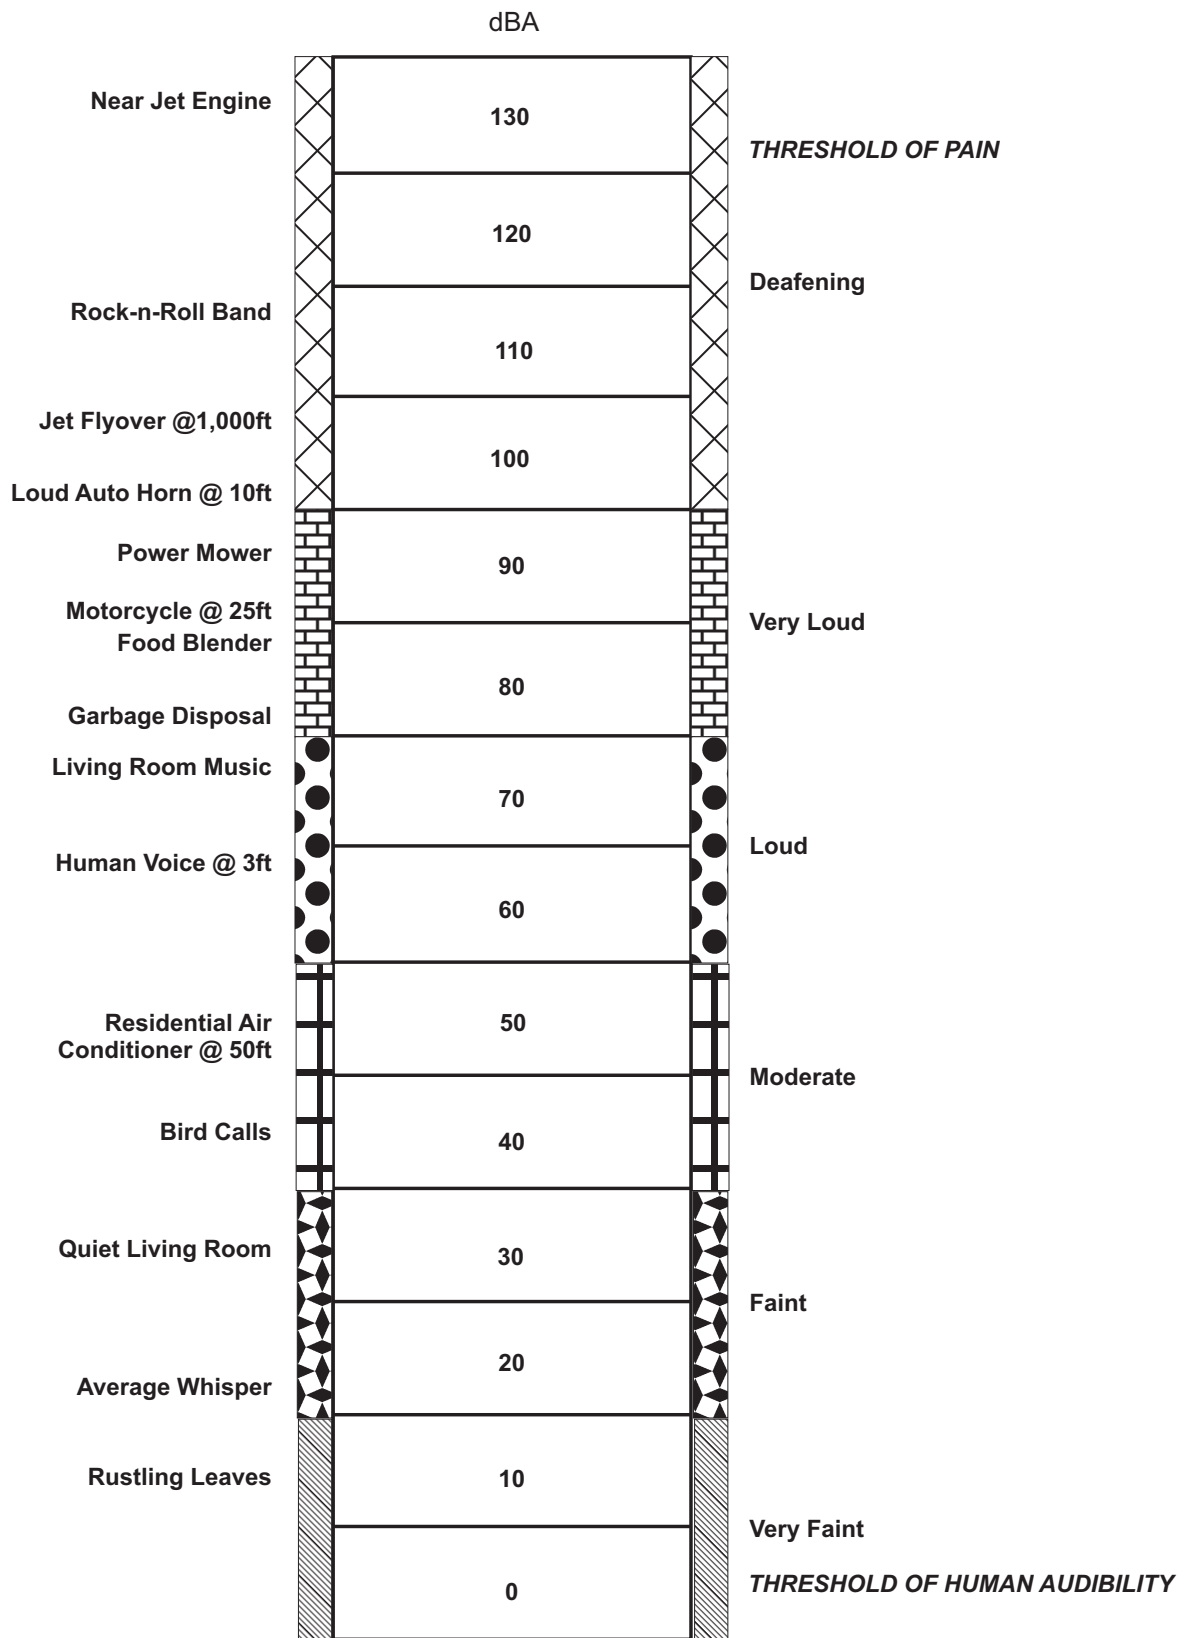 dBA
Near Jet Engine
130
THRESHOLD OF PAIN
120
Deafening
Rock-n-Roll Band
110
Jet Flyover @1,000ft
100
Loud Auto Horn @ 10ft
Power Mower
90
Motorcycle @ 25ft
Very Loud
Food Blender
80
Garbage Disposal
Living Room Music
70
Loud
Human Voice @ 3ft
60
Residential Air
Conditioner @ 50ft
50
Moderate
Bird Calls
40
Quiet Living Room
30
Faint
20
Average Whisper
Rustling Leaves
10
Very Faint
THRESHOLD OF HUMAN AUDIBILITY
0